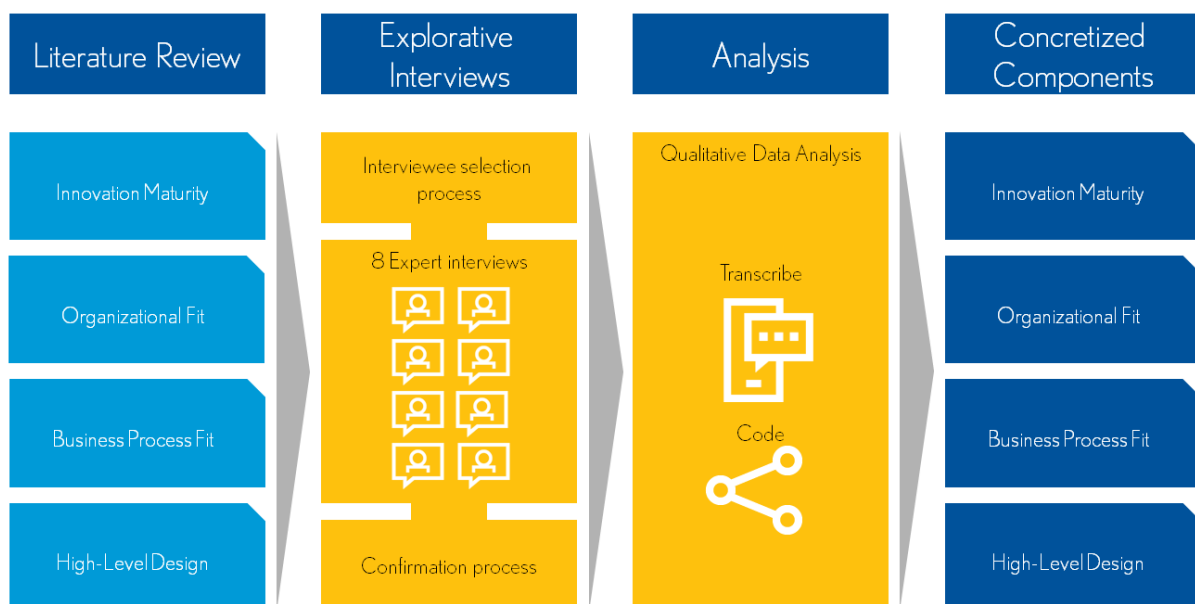 Literature Review
Explorative
Interviews
Analysis
Concretized
Components
Innovation Maturity
Organizational Fit
Business Process Fit
High-Level Design
Interviewee selection
process
8 Expert interviews
Confirmation process
Qualitative Data Analysis
Transcribe
Code
Innovation Maturity
Organizational Fit
Business Process Fit
High-Level Design